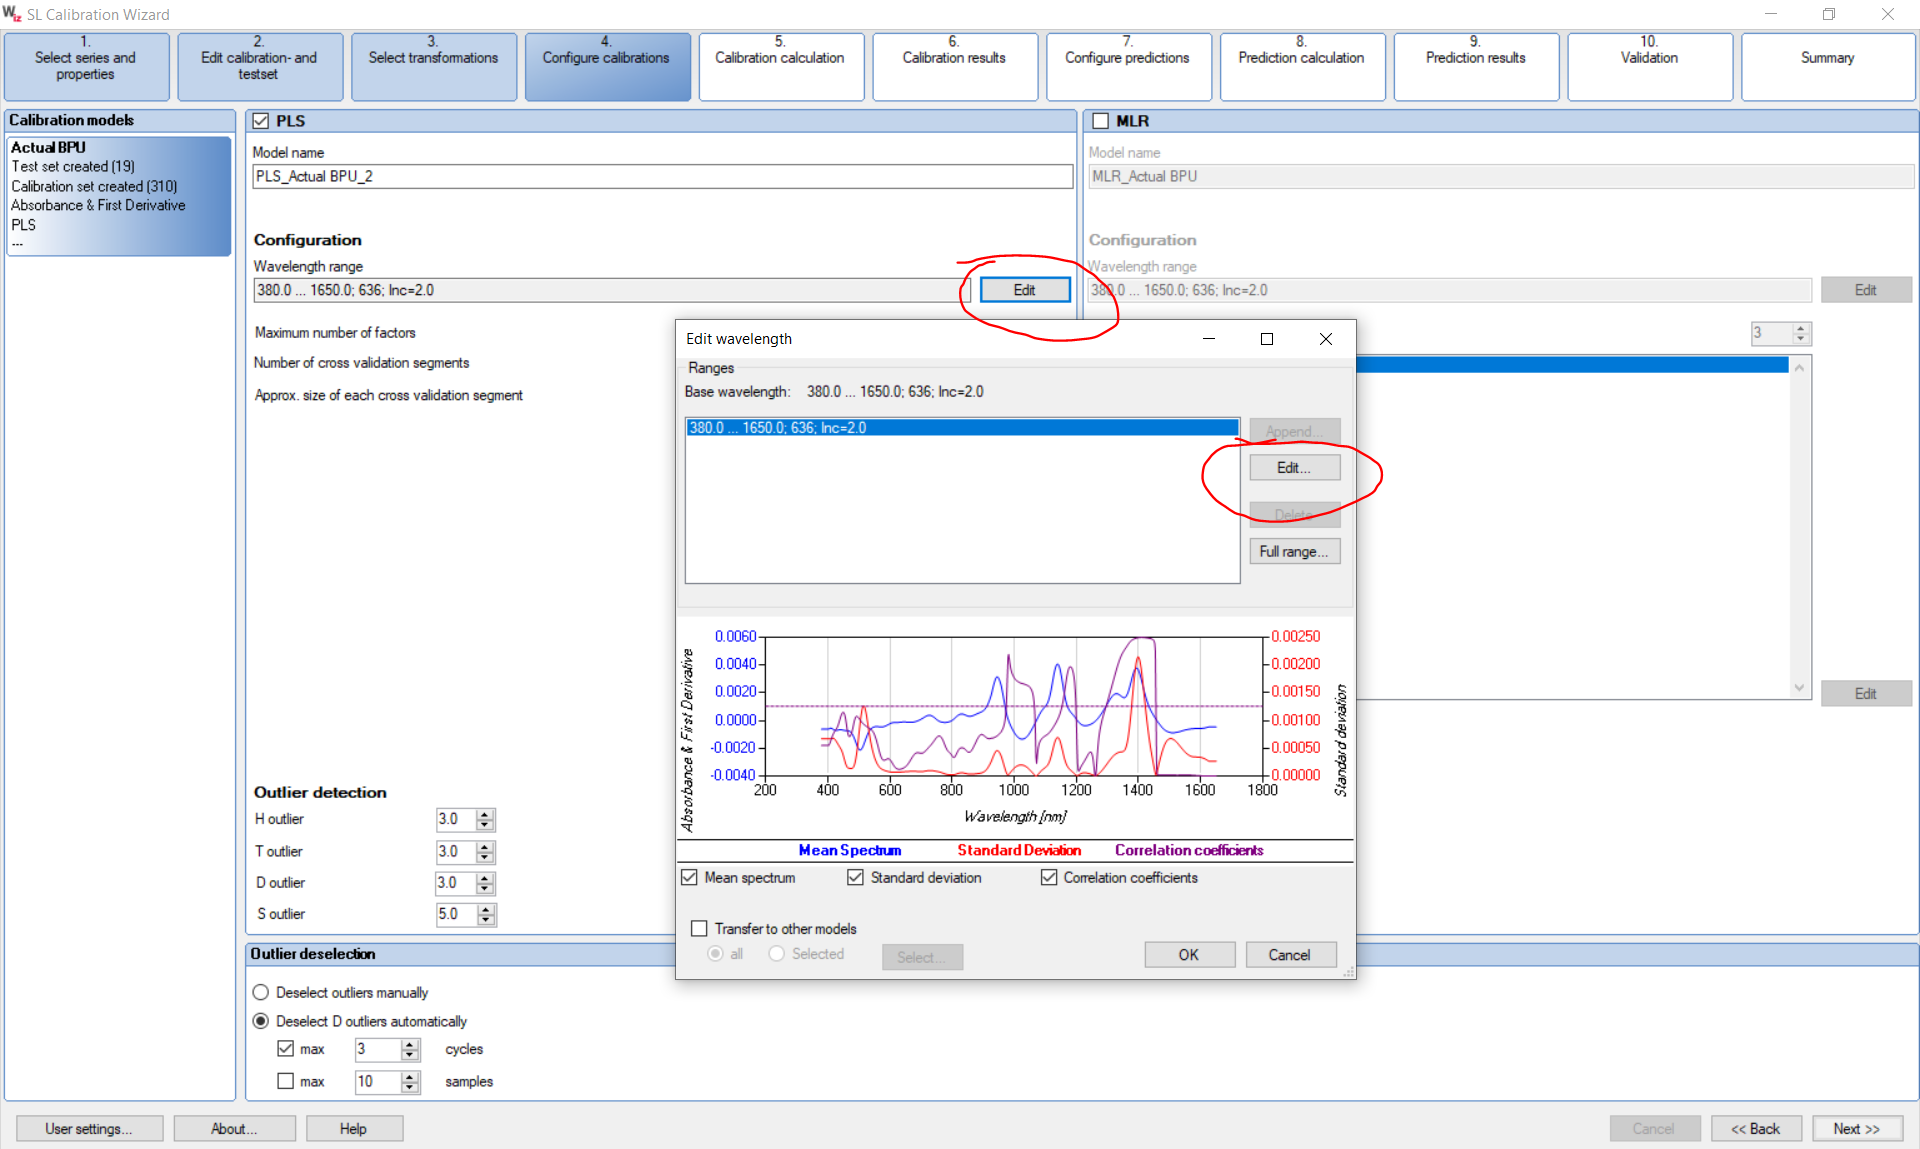 Wiz SL Calibration Wizard
1.
Select series and
properties
2.
Edit calibration- and
testset
3.
Select transformations
4.
Configure calibrations
5.
Calibration calculation
6.
Calibration results
7.
Configure predictions
8.
Prediction calculation
9.
Prediction results
10.
Validation
Summary
Calibration models
Actual BPU
Test set created (19)
Calibration set created (310)
Absorbance & First Derivative
PLS
---
PLS
Model name
PLS_Actual BPU_2
Configuration
Wavelength range
380.0 ... 1650.0; 636; Inc=2.0
Edit
Maximum number of factors
Number of cross validation segments
Approx. size of each cross validation segment
Outlier detection
H outlier 3.0
T outlier 3.0
D outlier 3.0
S outlier 5.0
MLR
Model name
MLR_Actual BPU
Configuration
Wavelength range
380.0 ... 1650.0; 636; Inc=2.0
Edit
3
Edit
Edit wavelength
Ranges
Base wavelength: 380.0 ... 1650.0; 636; Inc=2.0
380.0 ... 1650.0; 636; Inc=2.0
Append...
Edit...
Delete
Full range...
Absorbance & First Derivative
0.0060
0.0040
0.0020
0.0000
-0.0020
-0.0040
0.00250
0.00200
0.00150
0.00100
0.00050
0.00000
Standard deviation
200 400 600 800 1000 1200 1400 1600 1800
Wavelength [nm]
Mean Spectrum Standard Deviation Correlation coefficients
Mean spectrum Standard deviation Correlation coefficients
Transfer to other models
all Selected Select...
OK Cancel
Outlier deselection
Deselect outliers manually
Deselect D outliers automatically
max 3 cycles
max 10 samples
User settings... About... Help Cancel << Back Next >>